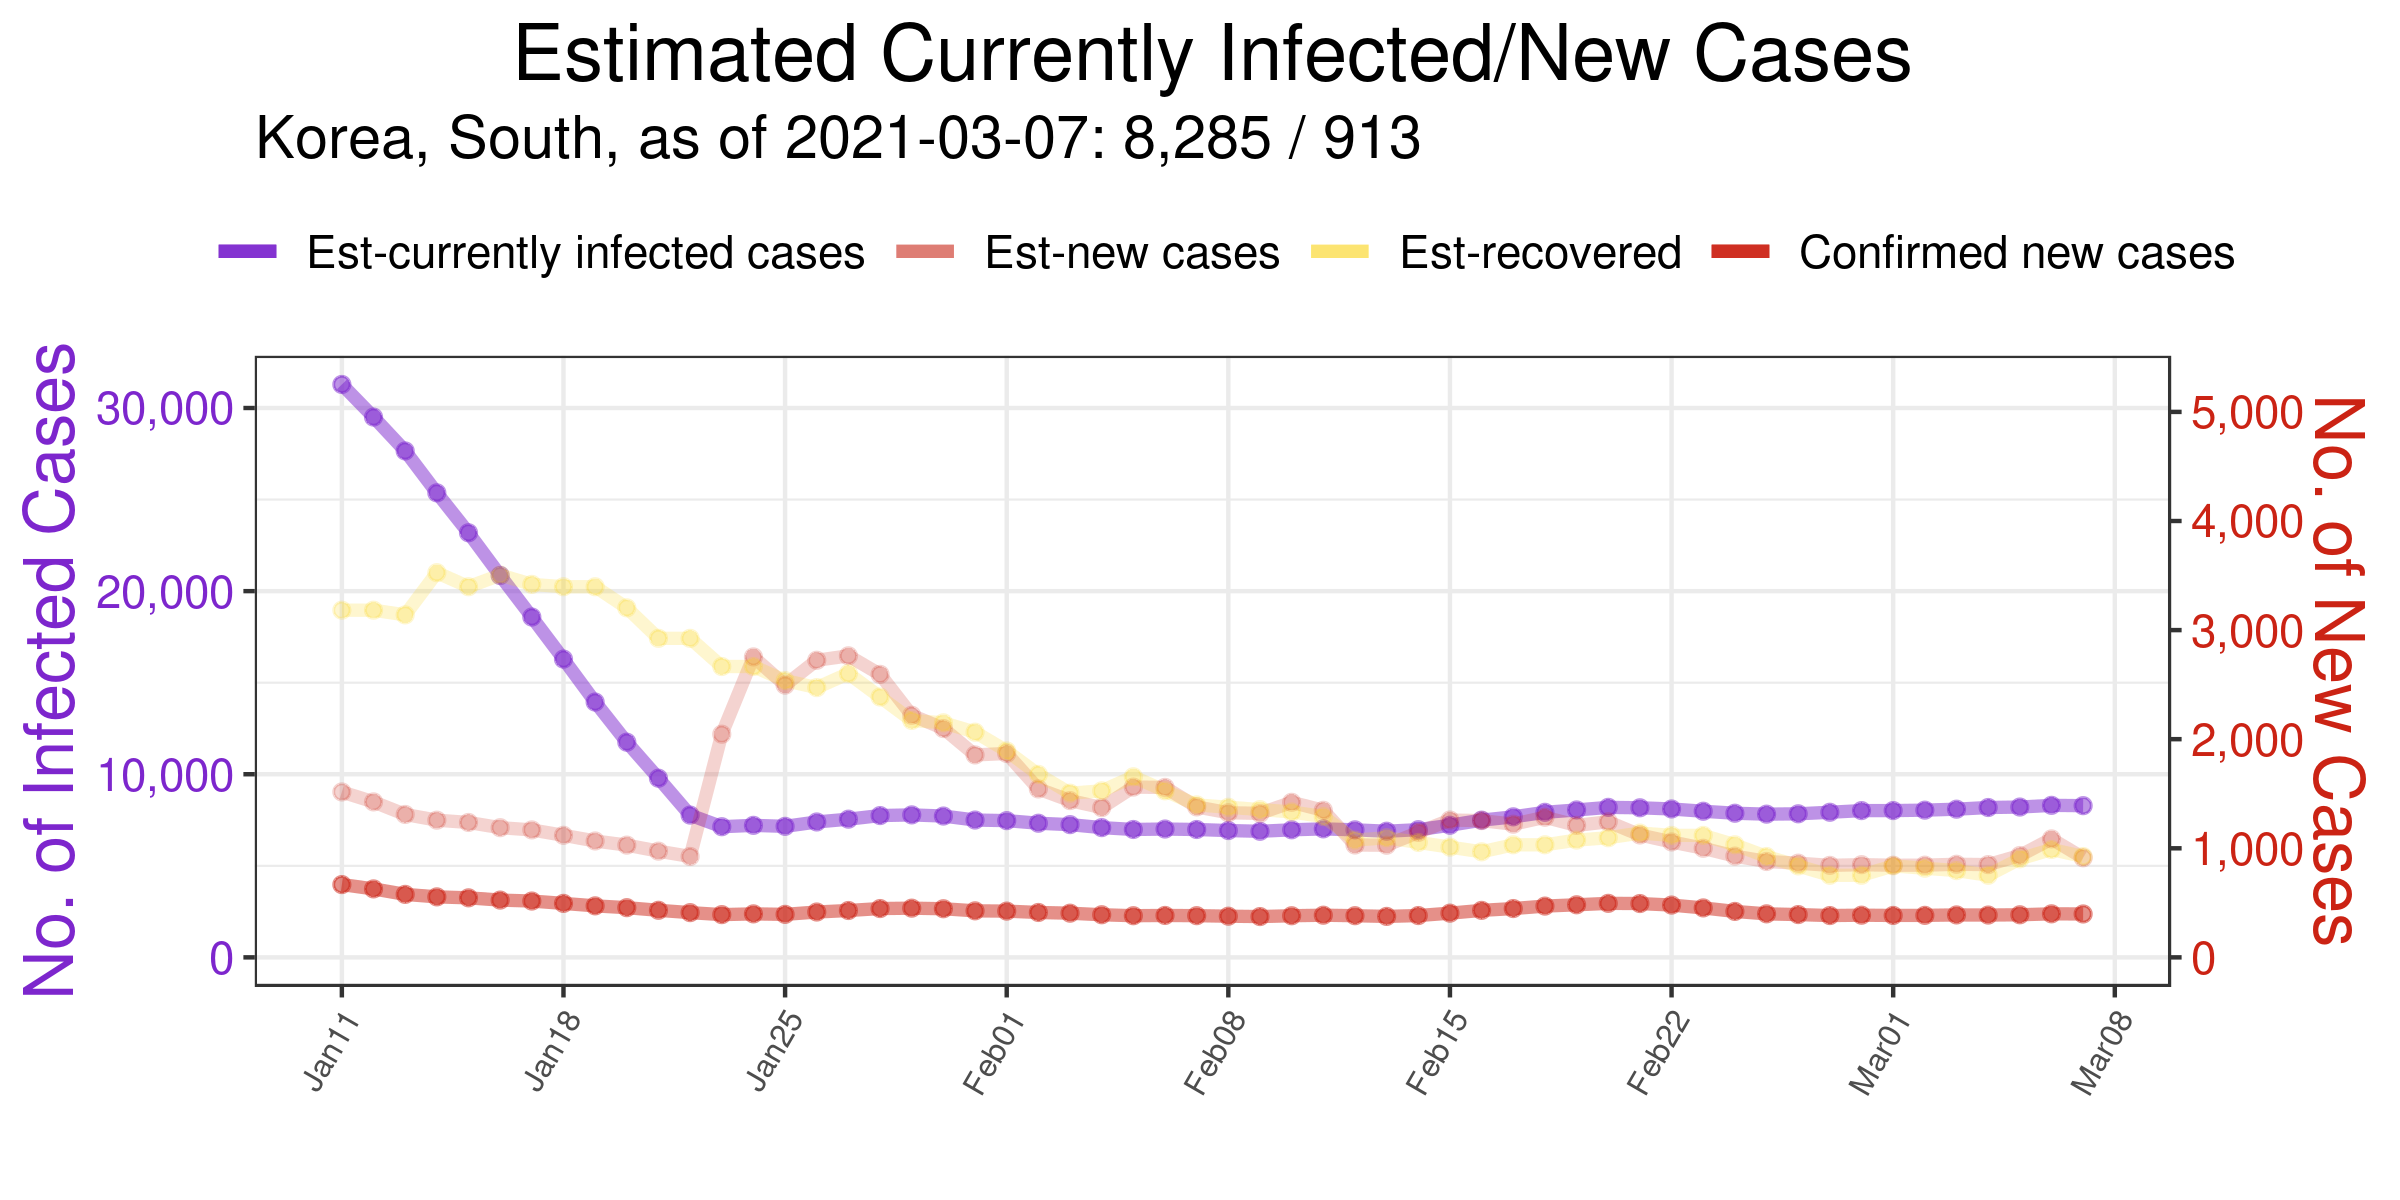 Estimated Currently Infected/New Cases
Korea, South, as of 2021-03-07: 8,285 / 913
Est-currently infected cases Est-new cases Est-recovered Confirmed new cases
No. of Infected Cases
30,000
20,000
10,000
0
5,000
4,000
3,000
2,000
1,000
0
No. of New Cases
Jan11 Jan18 Jan25 Feb01 Feb08 Feb15 Feb22 Mar01 Mar08